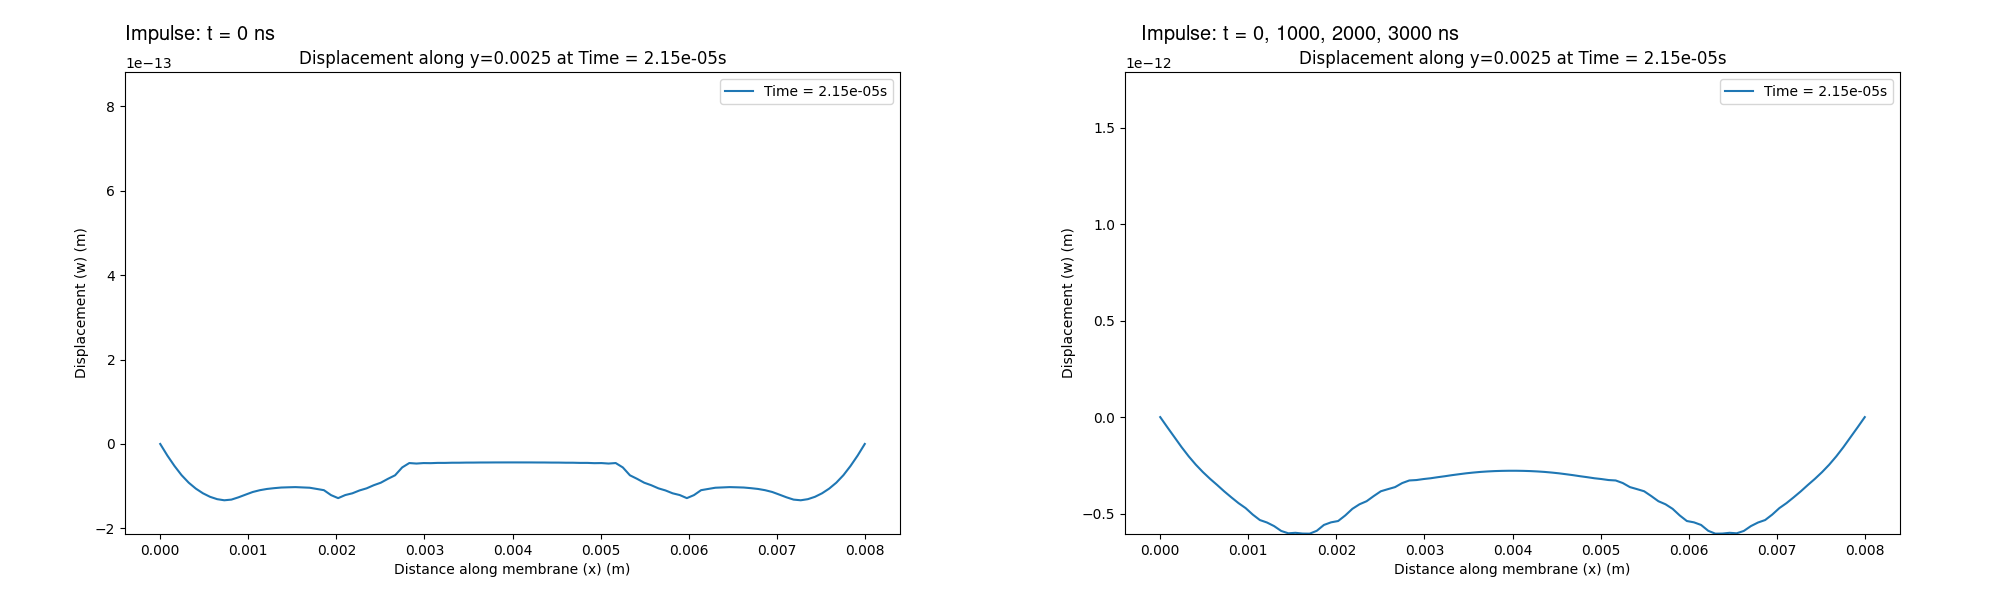 Impulse: t = 0 ns
Displacement along y=0.0025 at Time = 2.15e-05s
1e−13
Time = 2.15e-05s
8
6
4
2
0
−2
Displacement (w) (m)
0.000 0.001 0.002 0.003 0.004 0.005 0.006 0.007 0.008
Distance along membrane (x) (m)
Impulse: t = 0, 1000, 2000, 3000 ns
Displacement along y=0.0025 at Time = 2.15e-05s
1e−12
Time = 2.15e-05s
1.5
1.0
0.5
0.0
−0.5
Displacement (w) (m)
0.000 0.001 0.002 0.003 0.004 0.005 0.006 0.007 0.008
Distance along membrane (x) (m)